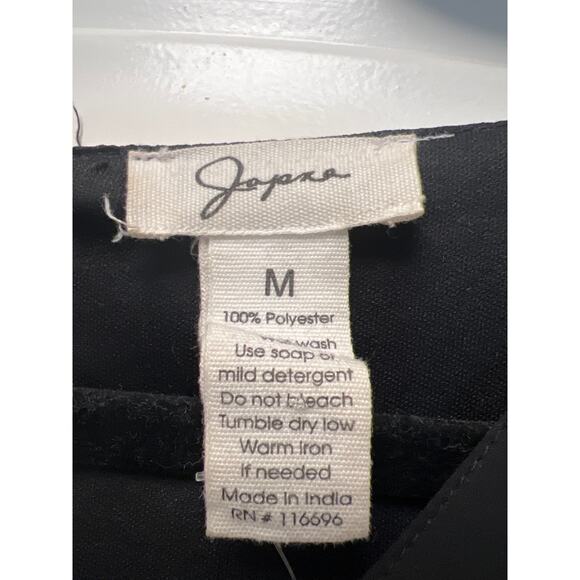 Japna
M
100% Polyester
wash
Use soap or
mild detergent
Do not bleach
Tumble dry low
Warm Iron
if needed
Made in India
RN # 116696